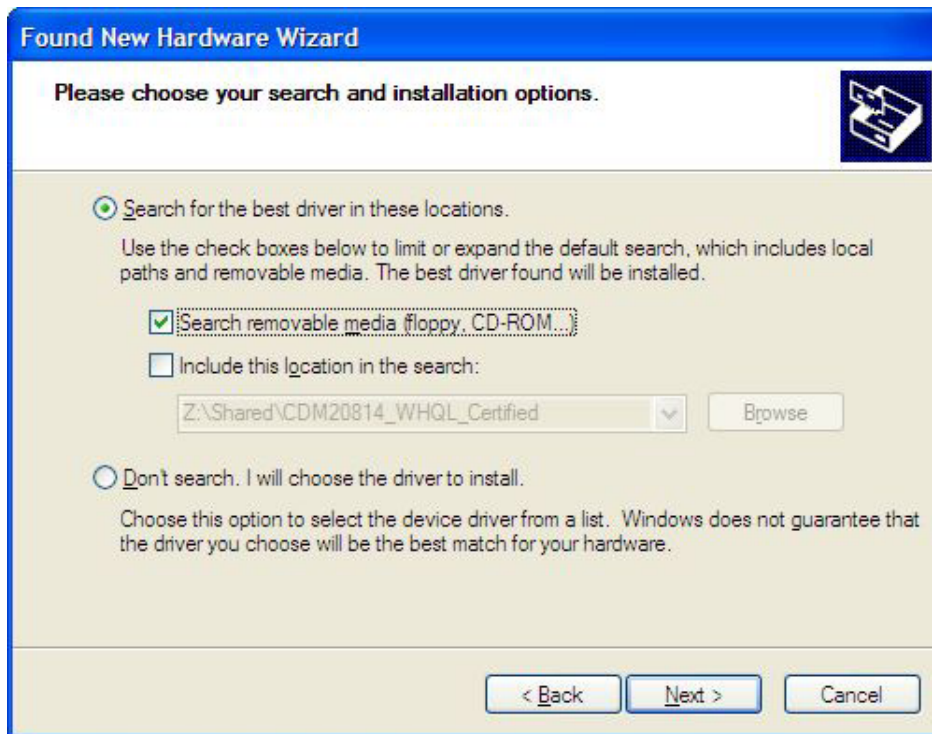 Found New Hardware Wizard
Please choose your search and installation options.
Search for the best driver in these locations.
Use the check boxes below to limit or expand the default search, which includes local
paths and removable media. The best driver found will be installed.
Search removable media (floppy, CD-ROM...)
Include this location in the search:
Z:\Shared\CDM20814_WHQL_Certified
Browse
Don't search. I will choose the driver to install.
Choose this option to select the device driver from a list.  Windows does not guarantee that
the driver you choose will be the best match for your hardware.
< Back
Next >
Cancel